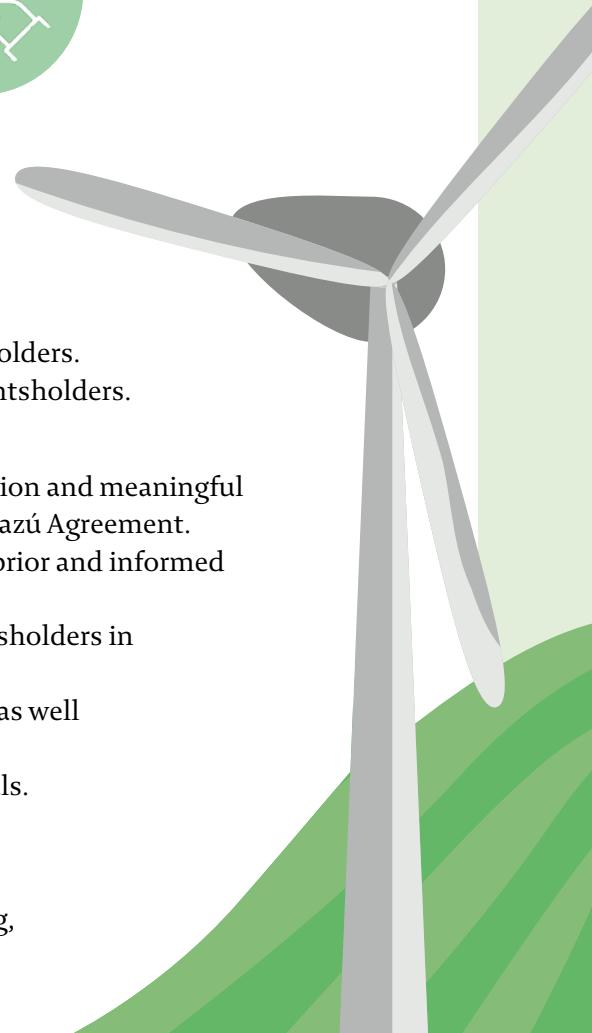 olders.
ntsholders.
ion and meaningful
azú Agreement.
prior and informed
sholders in
as well
ls.
g,